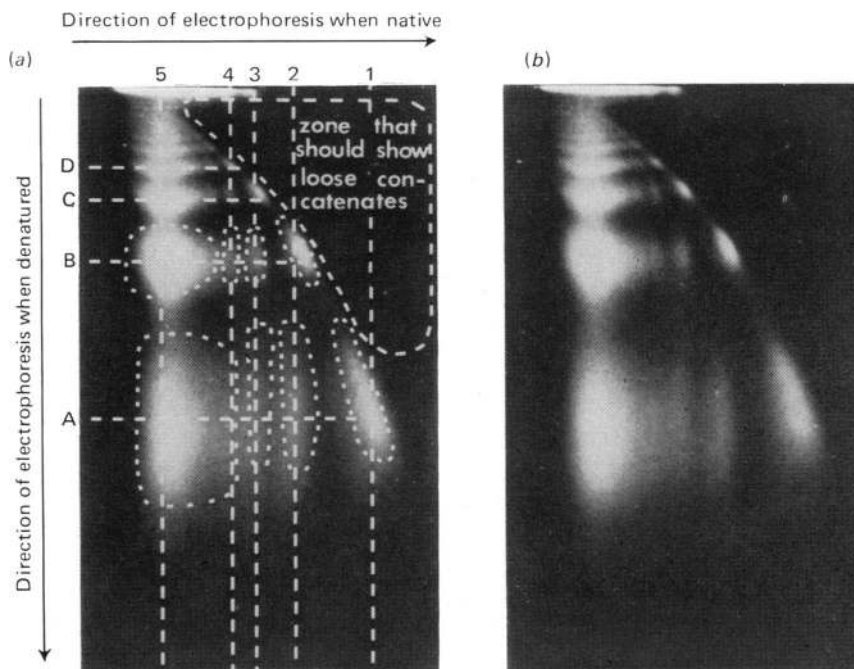 Direction of electrophoresis when native
(a)
(b)
5 4 3 2 1
zone that
should show
loose con-
catenates
D
C
B
A
Direction of electrophoresis when denatured